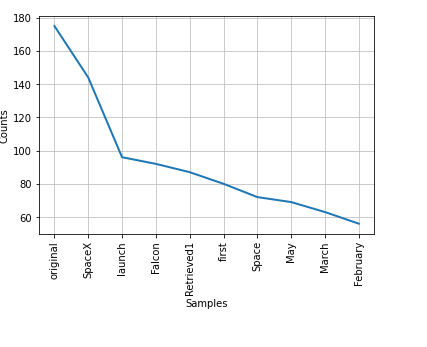 180
160
140
120
100
80
60
Counts
original
SpaceX
launch
Falcon
Retrieved1
first
Space
May
March
February
Samples